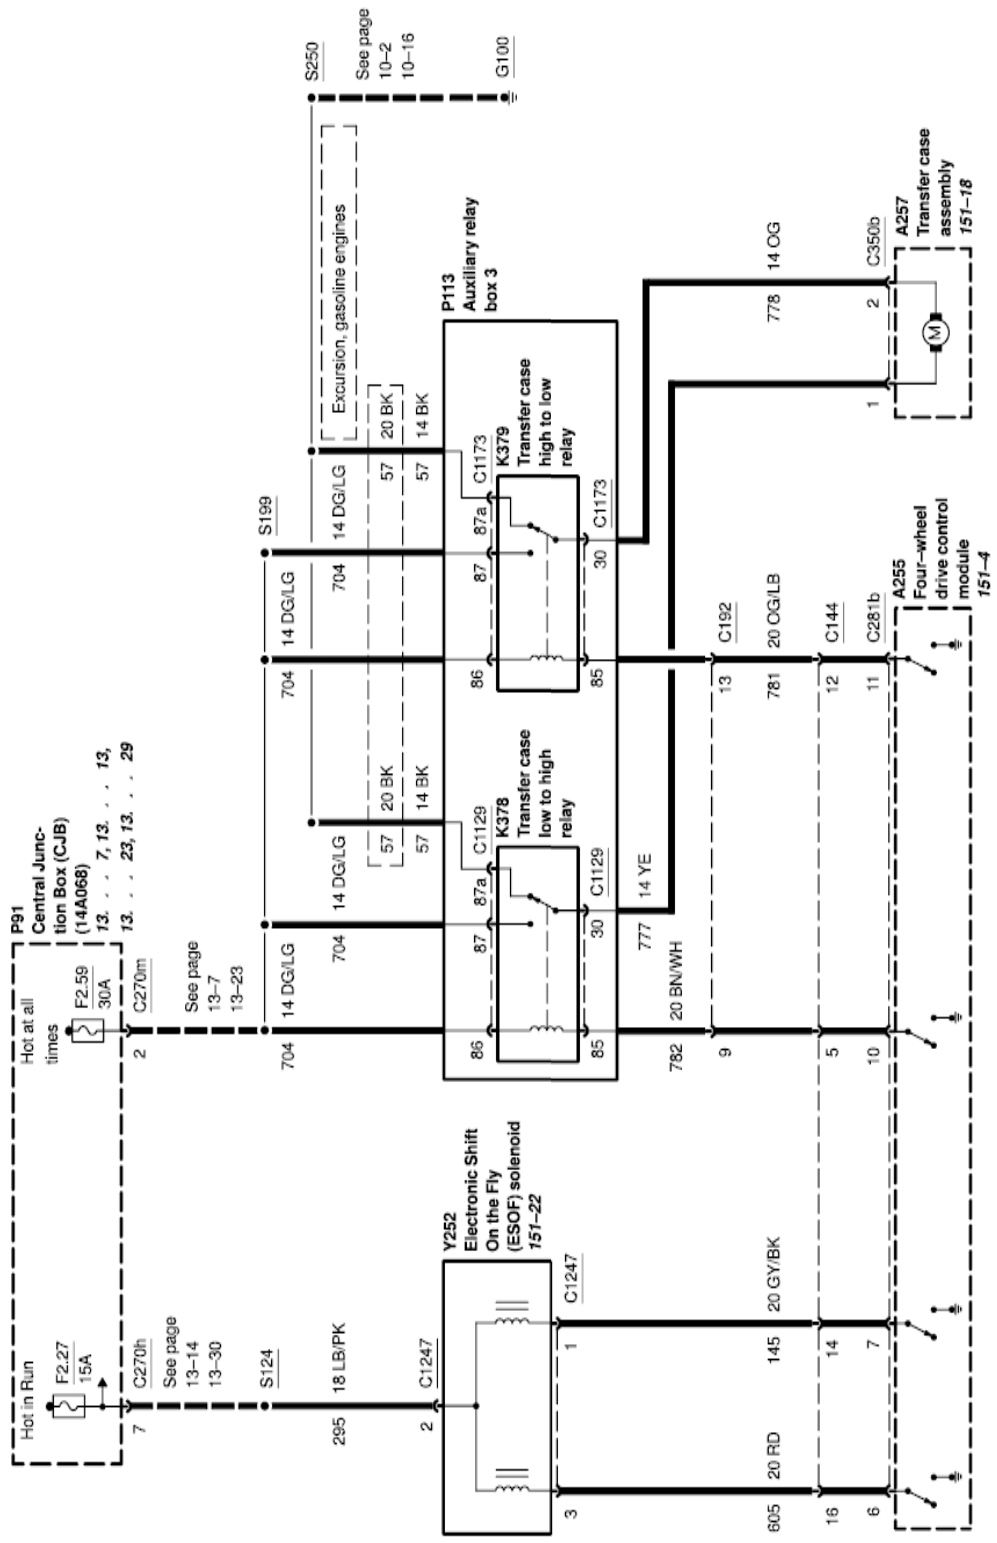 P91
Central Junc-
tion Box (CJB)
(14A068)
13. . . 7, 13. . . 13,
13. . . 23, 13. . . 29
Hot in Run
F2.27
15A
7
C270h
See page
13–14
13–30
S124
295
18 LB/PK
2
C1247
Hot at all
times
F2.59
30A
2
C270m
See page
13–7
13–23
704
14 DG/LG
704
14 DG/LG
704
14 DG/LG
704
14 DG/LG
S199
S250
See page
10–2
10–16
G100
Excursion, gasoline engines
57
20 BK
57
14 BK
57
20 BK
57
14 BK
Y252
Electronic Shift
On the Fly
(ESOF) solenoid
151–22
3
1
C1247
P113
Auxiliary relay
box 3
86
87
87a
C1129
K378
Transfer case
low to high
relay
85
30
C1129
86
87
87a
C1173
K379
Transfer case
high to low
relay
85
30
C1173
777
14 YE
782
20 BN/WH
9
13
C192
605
20 RD
145
20 GY/BK
781
20 OG/LB
778
14 OG
16
14
5
12
C144
6
7
10
11
C281b
1
2
C350b
A255
Four–wheel
drive control
module
151–4
A257
Transfer case
assembly
151–18
M